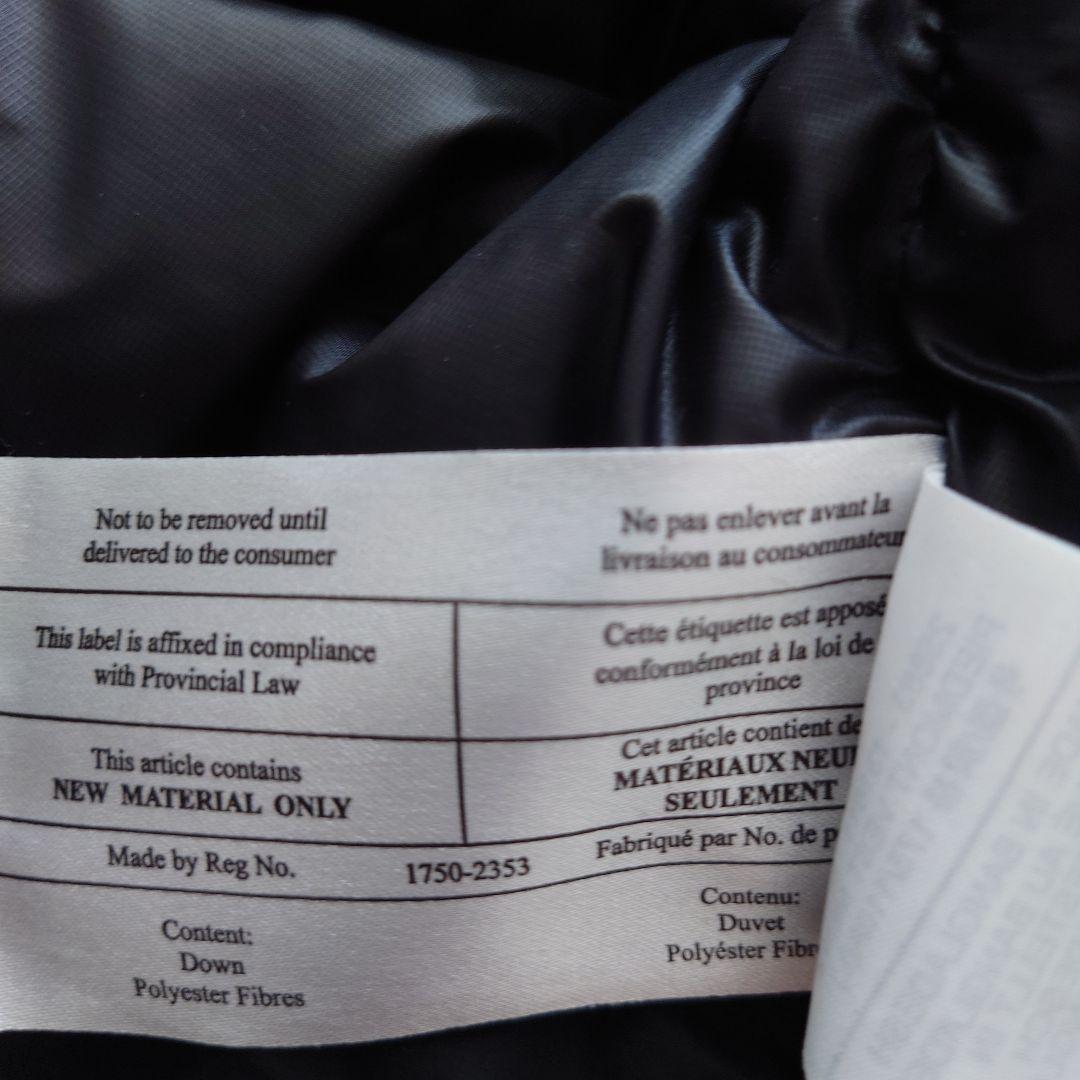 Not to be removed until
delivered to the consumer
Ne pas enlever avant la
livraison au consommateur
This label is affixed in compliance
with Provincial Law
Cette étiquette est apposé
conformément à la loi de
province
This article contains
NEW MATERIAL ONLY
Cet article contient de
MATÉRIAUX NEU
SEULEMENT
Made by Reg No.
1750-2353
Fabriqué par No. de p
Content:
Down
Polyester Fibres
Contenu:
Duvet
Polyéster Fibr